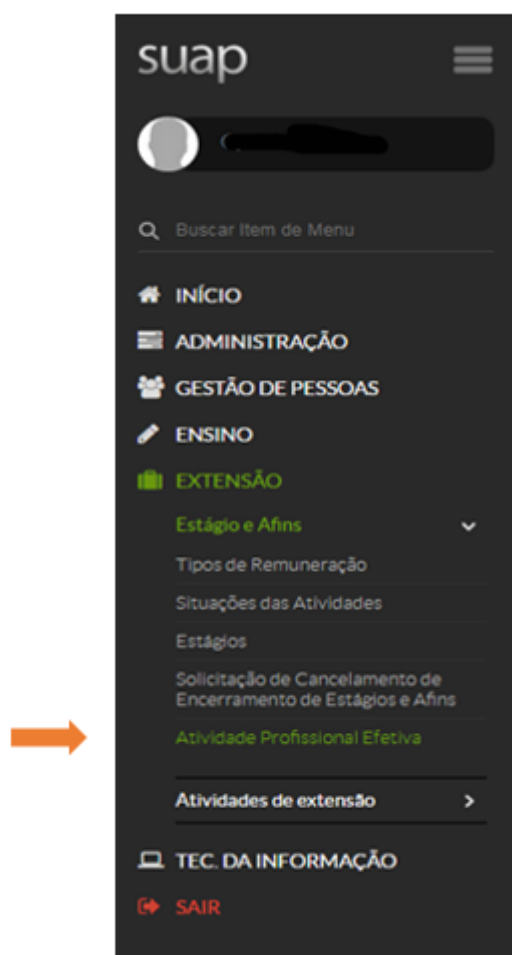 suap
Buscar Item de Menu
INÍCIO
ADMINISTRAÇÃO
GESTÃO DE PESSOAS
ENSINO
EXTENSÃO
Estágio e Afins
Tipos de Remuneração
Situações das Atividades
Estágios
Solicitação de Cancelamento de
Encerramento de Estágios e Afins
Atividade Profissional Efetiva
Atividades de extensão
TEC. DA INFORMAÇÃO
SAIR